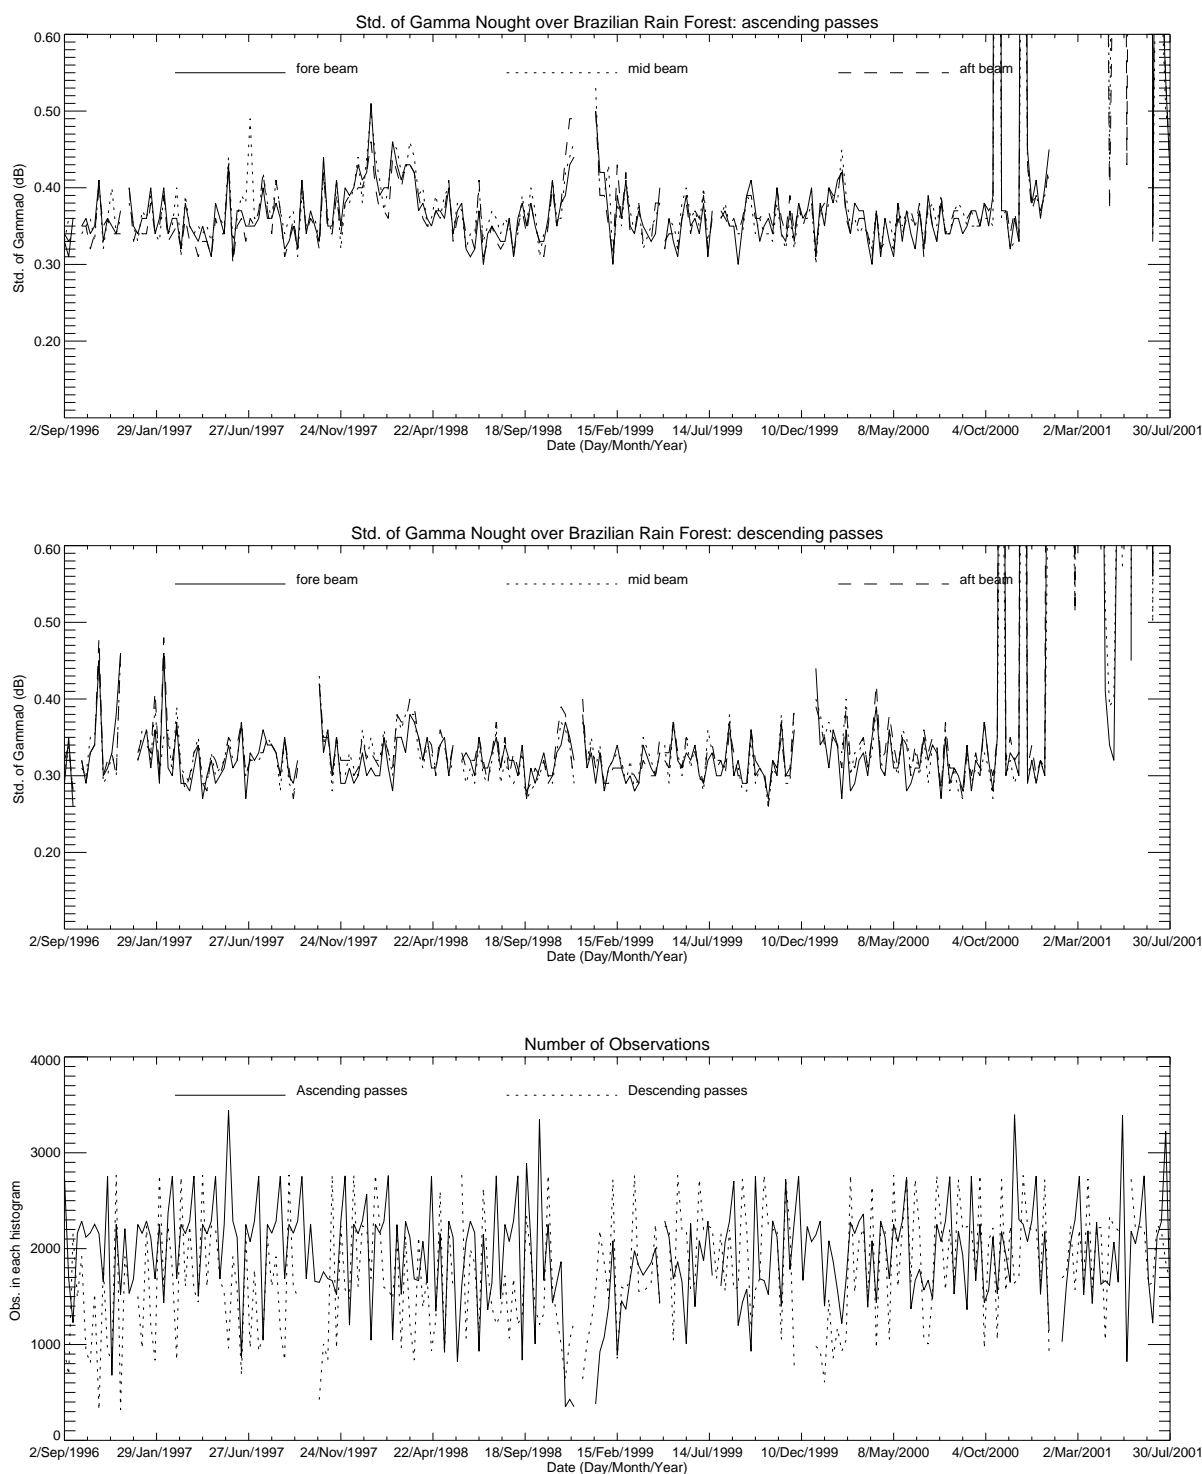 Std. of Gamma Nought over Brazilian Rain Forest: ascending passes
0.60
fore beam mid beam aft beam
0.50
0.40
Std. of Gamma0 (dB)
0.30
0.20
2/Sep/1996 29/Jan/1997 27/Jun/1997 24/Nov/1997 22/Apr/1998 18/Sep/1998 15/Feb/1999 14/Jul/1999 10/Dec/1999 8/May/2000 4/Oct/2000 2/Mar/2001 30/Jul/2001
Date (Day/Month/Year)
Std. of Gamma Nought over Brazilian Rain Forest: descending passes
0.60
fore beam mid beam aft beam
0.50
0.40
Std. of Gamma0 (dB)
0.30
0.20
2/Sep/1996 29/Jan/1997 27/Jun/1997 24/Nov/1997 22/Apr/1998 18/Sep/1998 15/Feb/1999 14/Jul/1999 10/Dec/1999 8/May/2000 4/Oct/2000 2/Mar/2001 30/Jul/2001
Date (Day/Month/Year)
Number of Observations
4000
Ascending passes Descending passes
3000
Obs. in each histogram
2000
1000
0
2/Sep/1996 29/Jan/1997 27/Jun/1997 24/Nov/1997 22/Apr/1998 18/Sep/1998 15/Feb/1999 14/Jul/1999 10/Dec/1999 8/May/2000 4/Oct/2000 2/Mar/2001 30/Jul/2001
Date (Day/Month/Year)